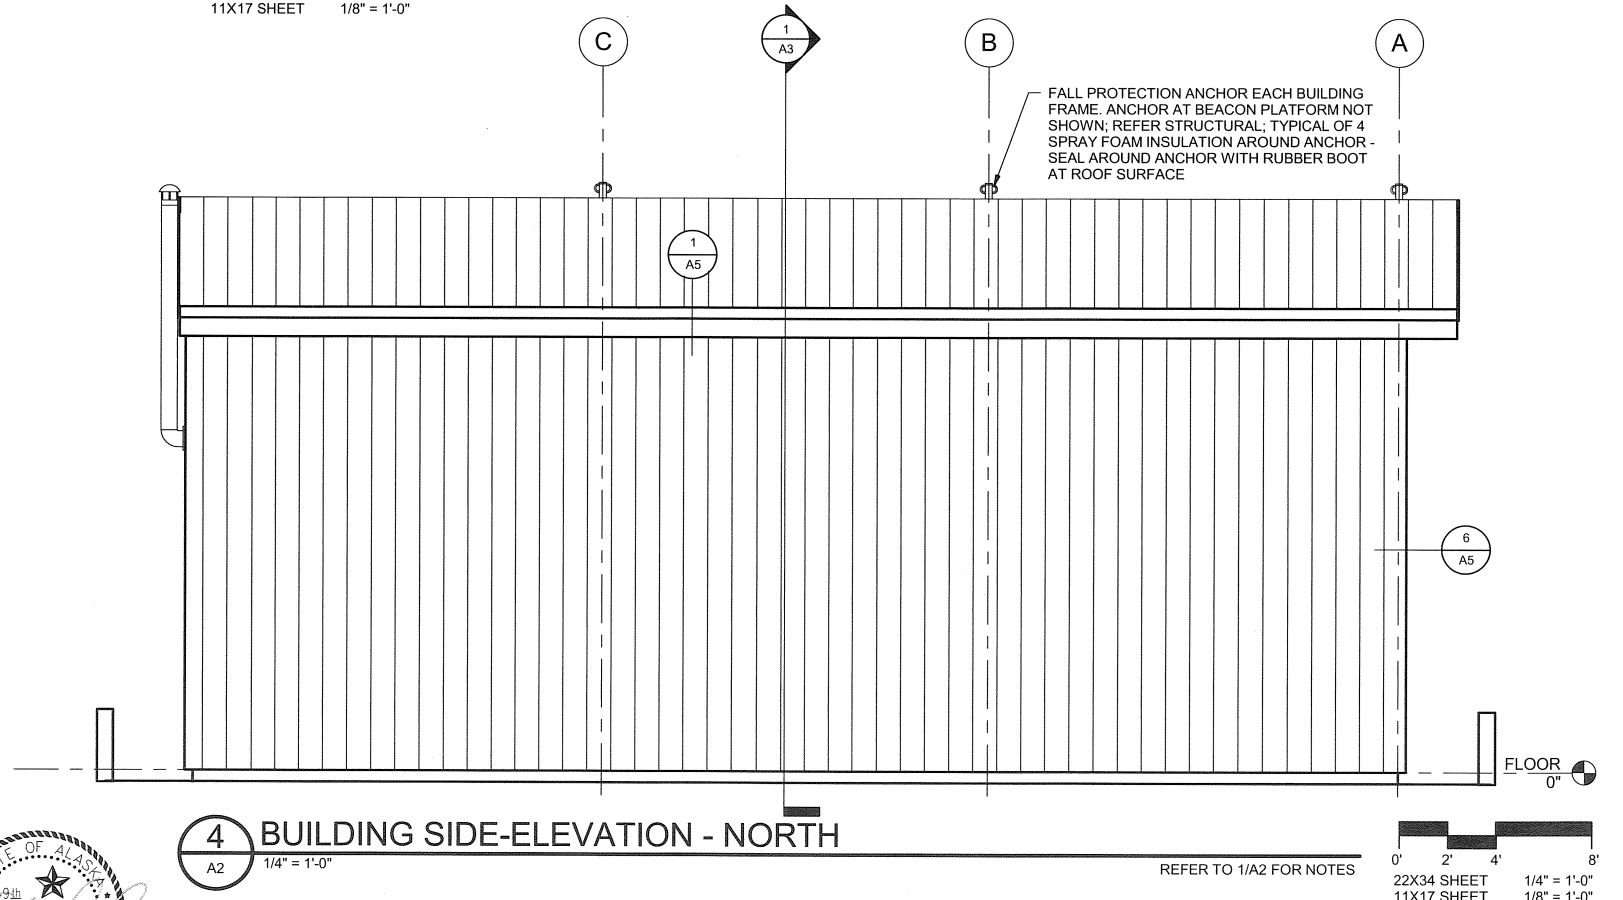 11X17 SHEET 1/8" = 1'-0"
C
1
A3
B
A
FALL PROTECTION ANCHOR EACH BUILDING
FRAME. ANCHOR AT BEACON PLATFORM NOT
SHOWN; REFER STRUCTURAL; TYPICAL OF 4
SPRAY FOAM INSULATION AROUND ANCHOR -
SEAL AROUND ANCHOR WITH RUBBER BOOT
AT ROOF SURFACE
1
A5
6
A5
FLOOR
0"
4
A2
BUILDING SIDE-ELEVATION - NORTH
1/4" = 1'-0"
REFER TO 1/A2 FOR NOTES
0' 2' 4' 8'
22X34 SHEET 1/4" = 1'-0"
11X17 SHEET 1/8" = 1'-0"
OF ALASKA
9th